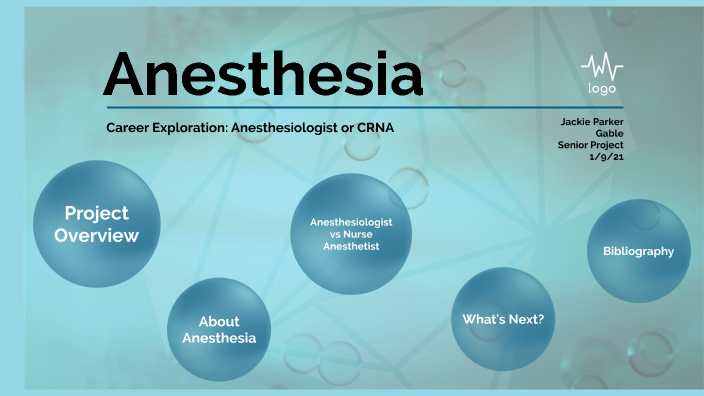 Anesthesia
logo
Career Exploration: Anesthesiologist or CRNA
Jackie Parker
Gable
Senior Project
1/9/21
Project
Overview
About
Anesthesia
Anesthesiologist
vs Nurse
Anesthetist
What's Next?
Bibliography